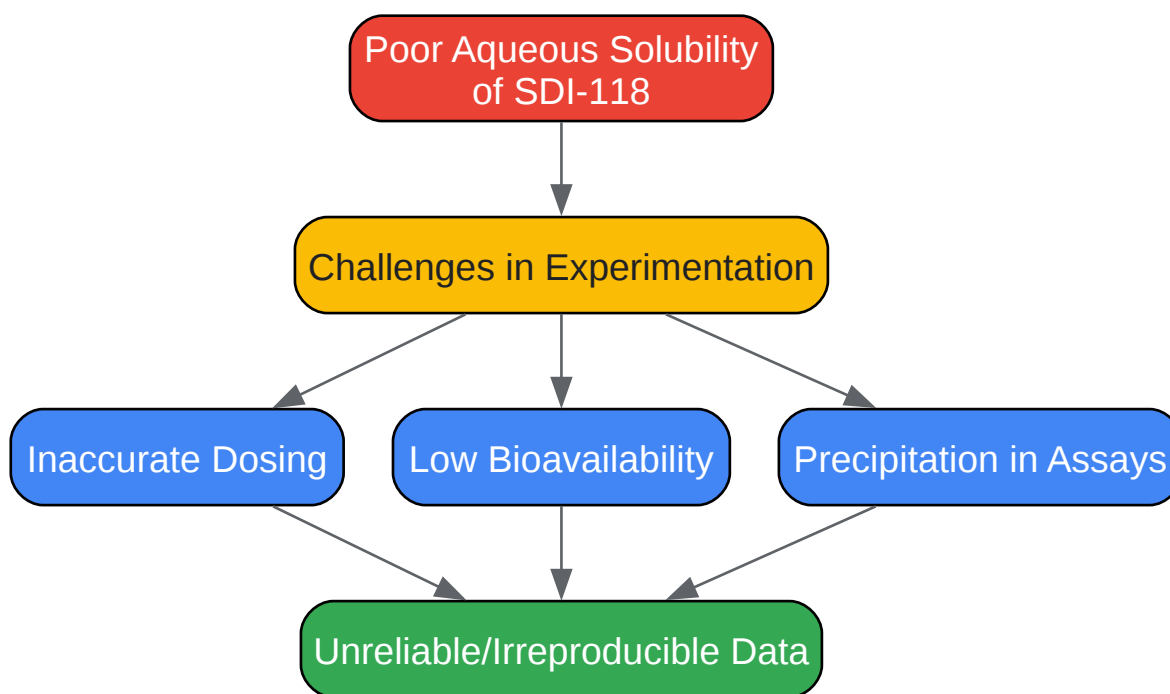 Poor Aqueous Solubility
of SDI-118
Challenges in Experimentation
Inaccurate Dosing
Low Bioavailability
Precipitation in Assays
Unreliable/Irreproducible Data